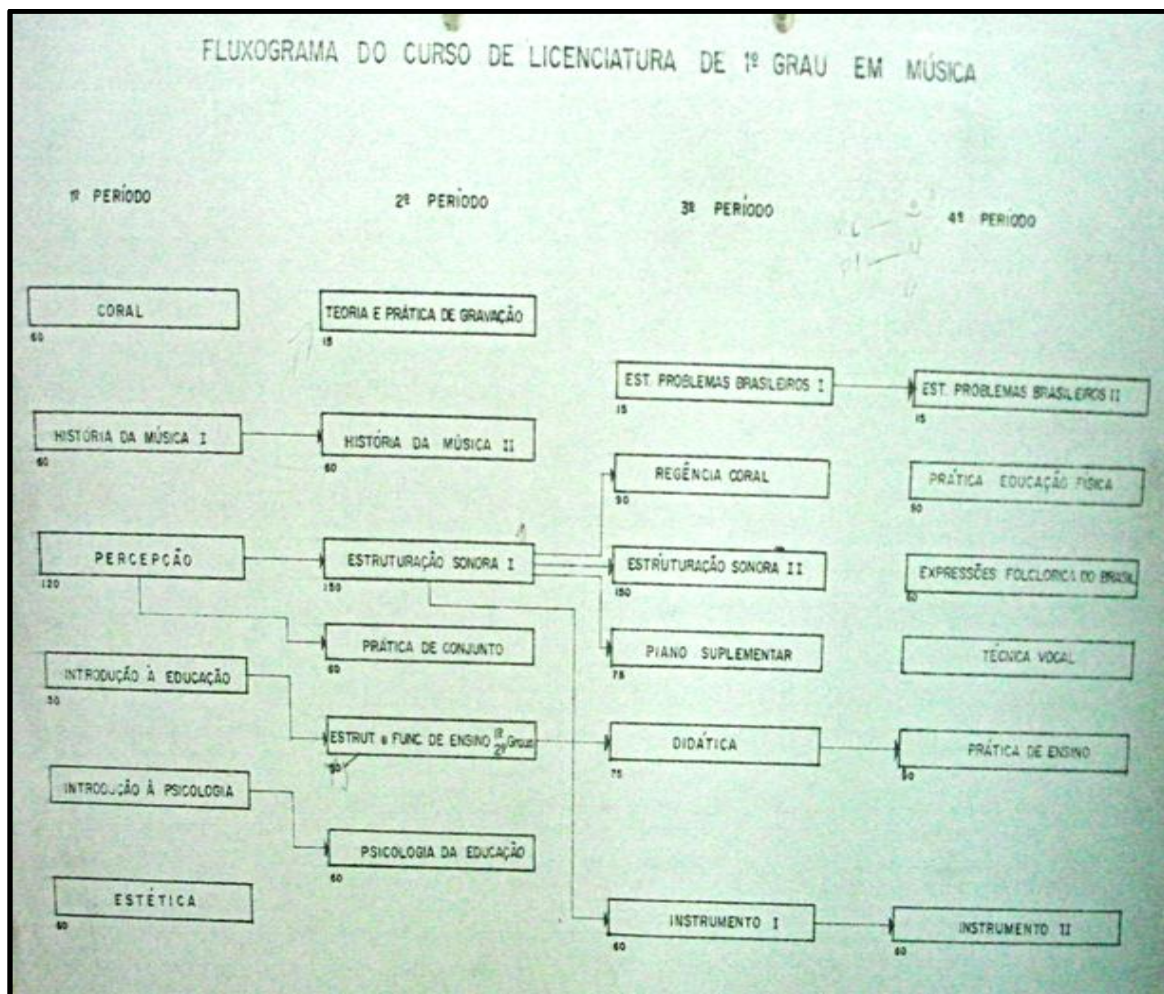 FLUXOGRAMA DO CURSO DE LICENCIATURA DE 1º GRAU EM MÚSICA
1º PERÍODO
2º PERÍODO
3º PERÍODO
4º PERÍODO
CORAL
60
HISTÓRIA DA MÚSICA I
60
PERCEPÇÃO
120
INTRODUÇÃO À EDUCAÇÃO
30
INTRODUÇÃO À PSICOLOGIA
ESTÉTICA
60
TEORIA E PRÁTICA DE GRAVAÇÃO
15
HISTÓRIA DA MÚSICA II
60
ESTRUTURAÇÃO SONORA I
150
PRÁTICA DE CONJUNTO
60
ESTRUT e FUNC. DE ENSINO 1º 2º Graus
PSICOLOGIA DA EDUCAÇÃO
60
EST. PROBLEMAS BRASILEIROS I
15
REGÊNCIA CORAL
90
ESTRUTURAÇÃO SONORA II
150
PIANO SUPLEMENTAR
75
DIDÁTICA
75
INSTRUMENTO I
60
EST. PROBLEMAS BRASILEIROS II
15
PRÁTICA EDUCAÇÃO FÍSICA
EXPRESSÕES FOLCLORICA DO BRASIL
TÉCNICA VOCAL
PRÁTICA DE ENSINO
INSTRUMENTO II
60